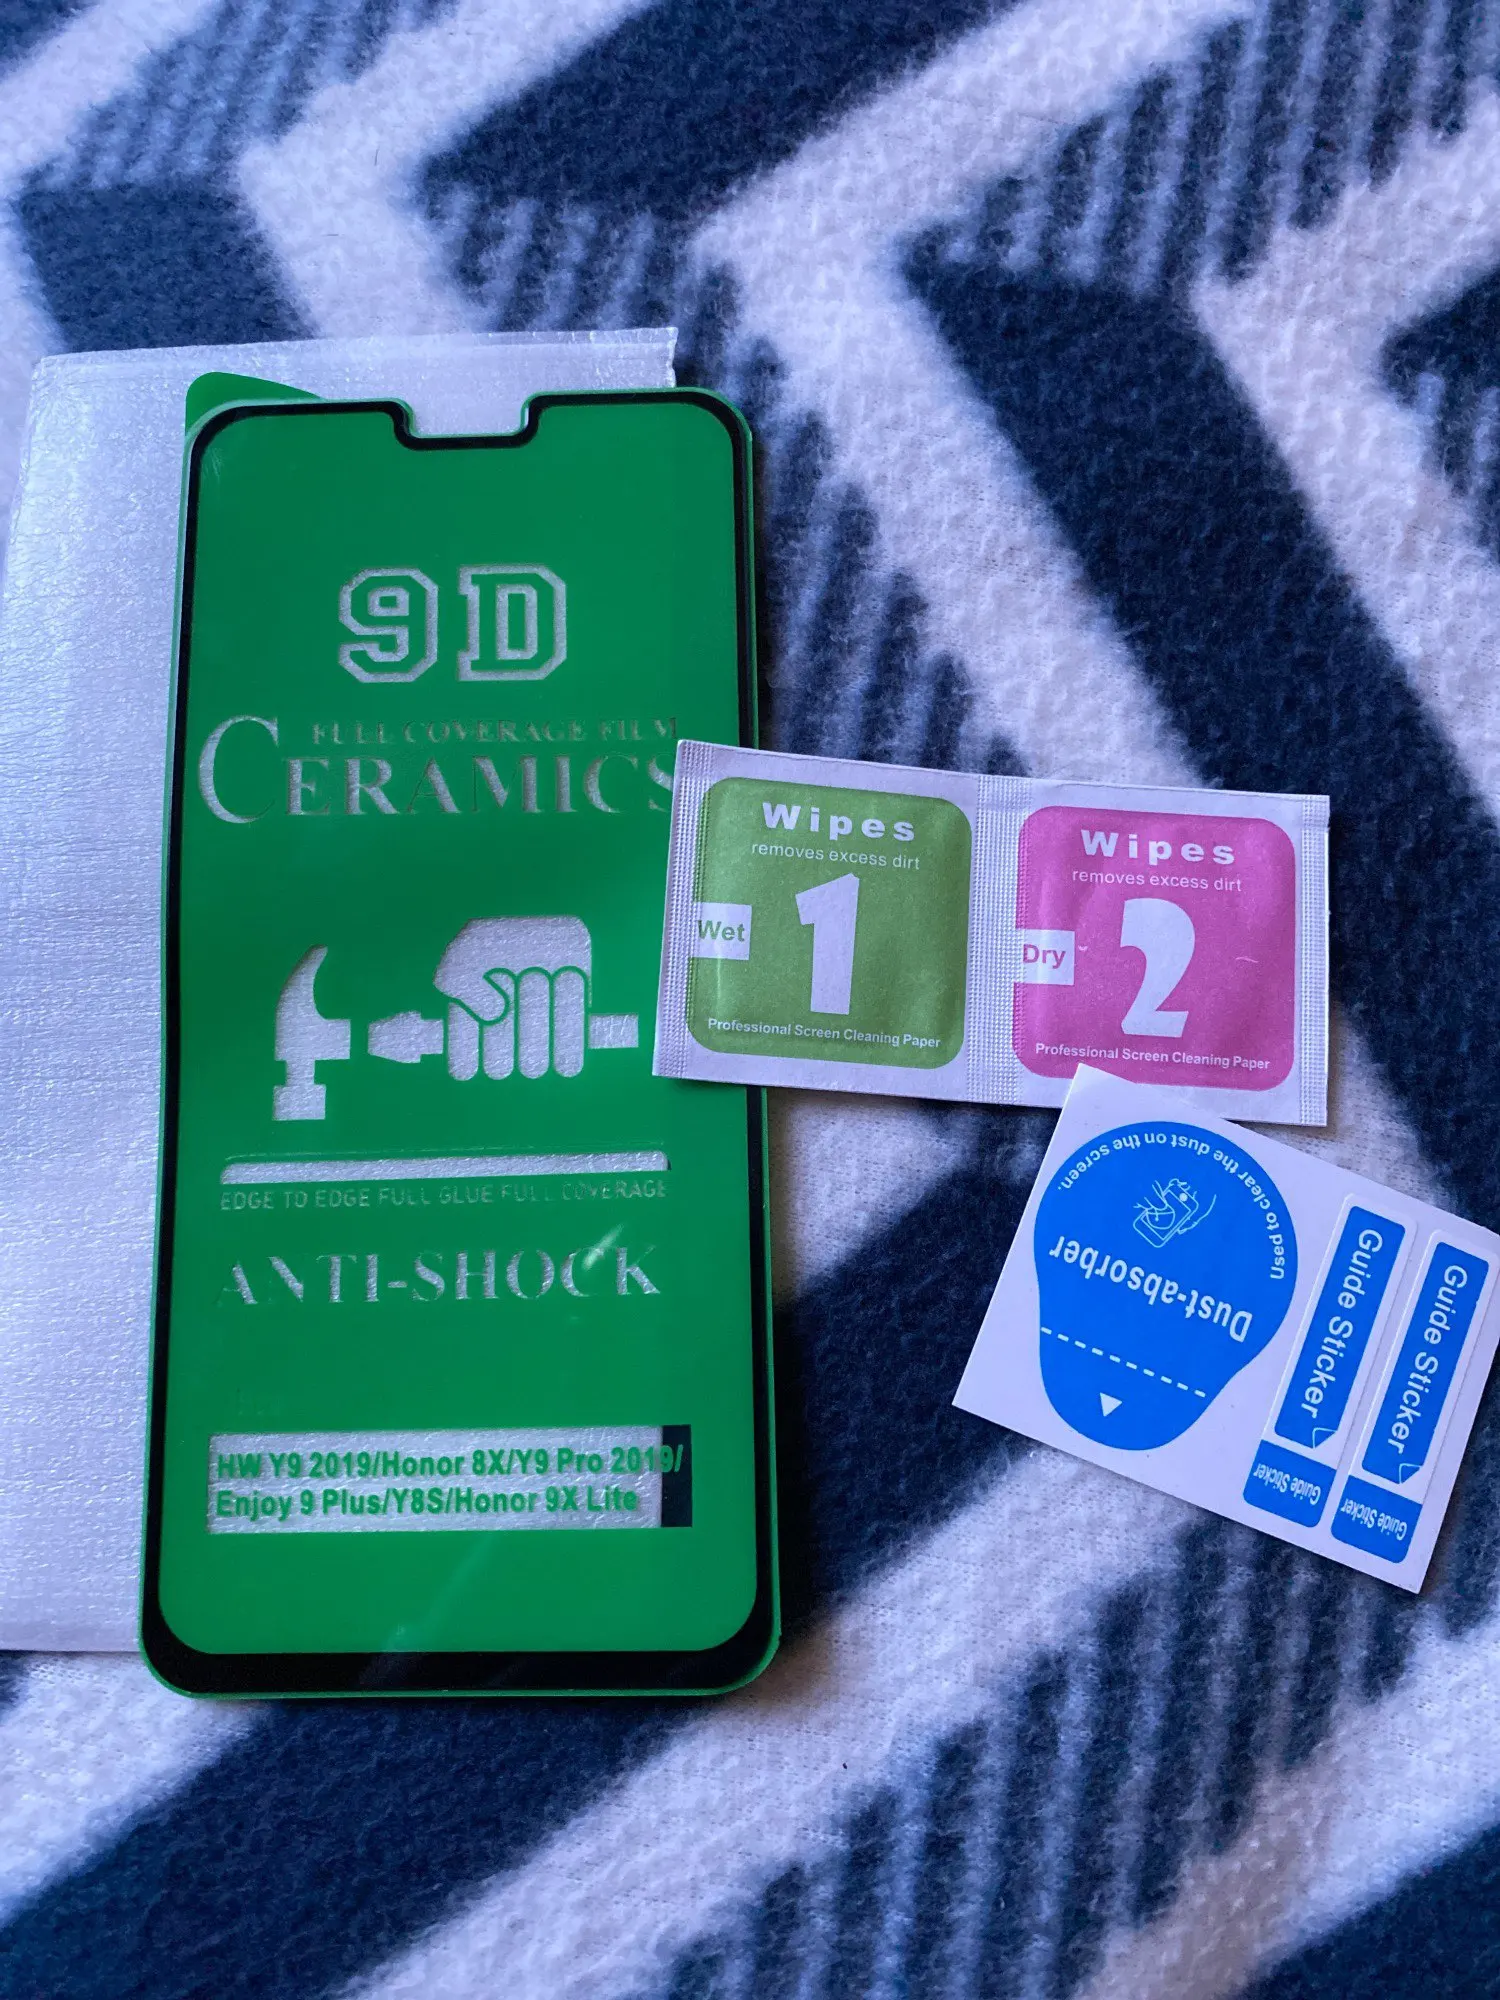 9D
FULL COVERAGE FILM
CERAMICS
EDGE TO EDGE FULL GLUE FULL COVERAGE
ANTI-SHOCK
HW Y9 2019/Honor 8X/Y9 Pro 2019/
Enjoy 9 Plus/Y8S/Honor 9X Lite
Wipes
removes excess dirt
Wet
1
Professional Screen Cleaning Paper
Wipes
removes excess dirt
Dry
2
Professional Screen Cleaning Paper
Used to clear the dust on the screen.
Dust-absorber
Guide Sticker
Guide Sticker
Guide Sticker
Guide Sticker